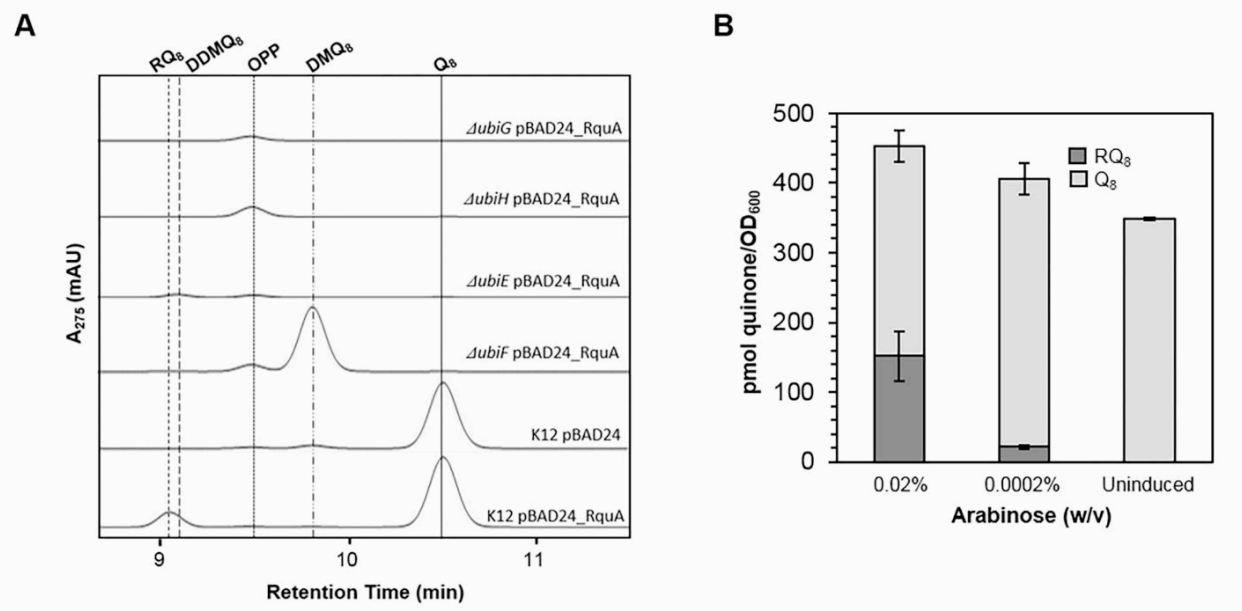 A
RQ₈ DDMQ₈ OPP DMQ₈ Q₈
ΔubiG pBAD24_RquA
ΔubiH pBAD24_RquA
ΔubiE pBAD24_RquA
ΔubiF pBAD24_RquA
K12 pBAD24
K12 pBAD24_RquA
A₂₇₅ (mAU)
9 10 11
Retention Time (min)
B
500
400
300
200
100
0
pmol quinone/OD₆₀₀
RQ₈
Q₈
0.02% 0.0002% Uninduced
Arabinose (w/v)